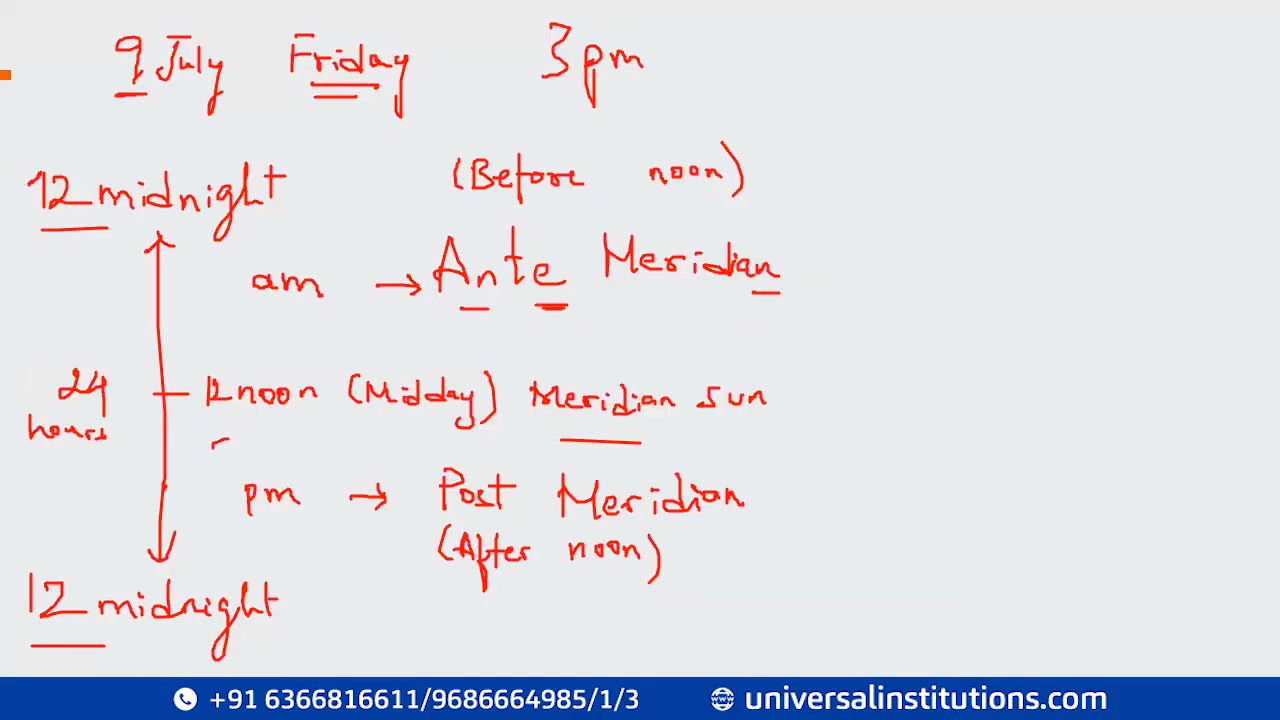 9 July Friday 3pm
(Before noon)
12 midnight
am → Ante Meridian
24 hours
12 noon (Midday) Meridian sun
pm → Post Meridian
(After noon)
12 midnight
+91 6366816611/9686664985/1/3 universalinstitutions.com